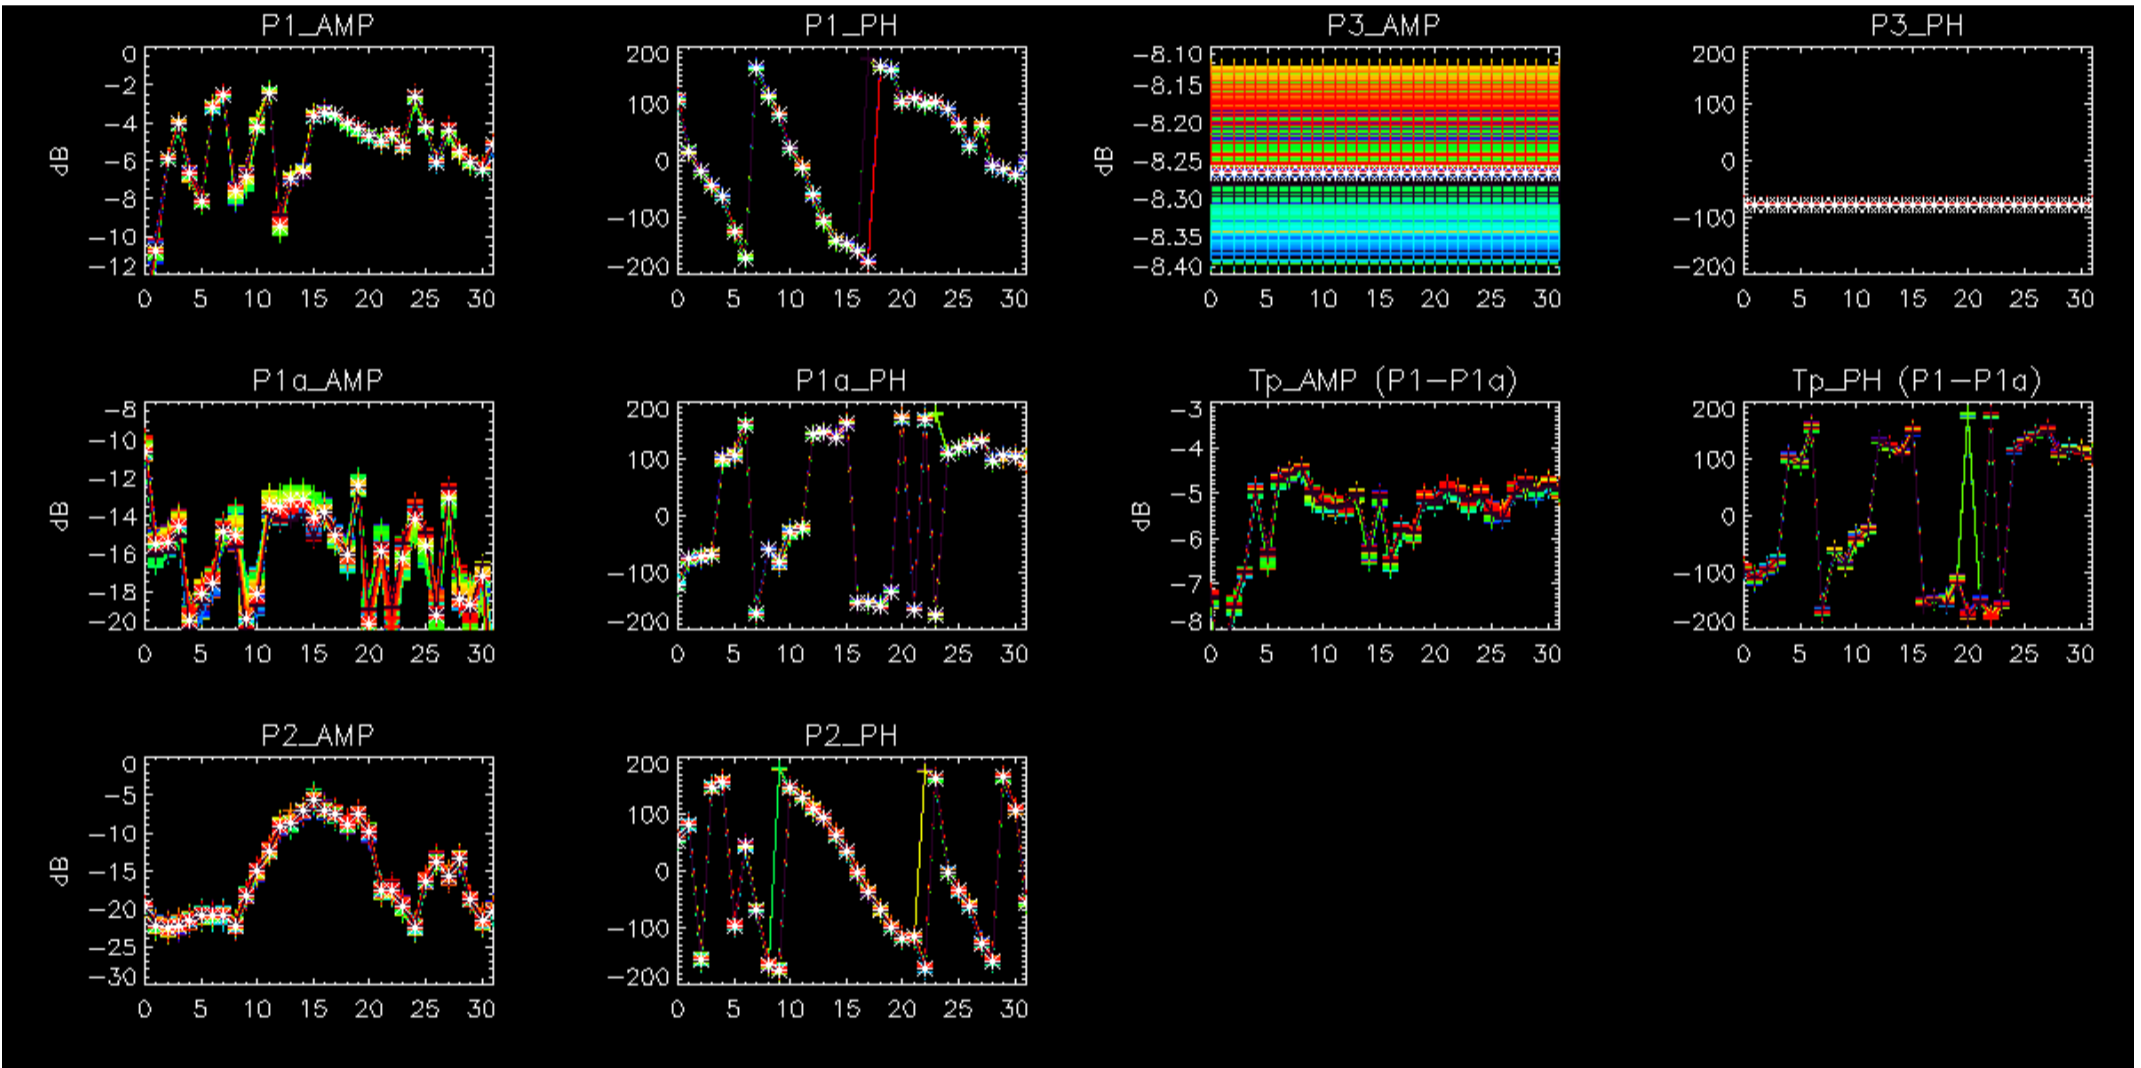 P1_AMP
dB
0
-2
-4
-6
-8
-10
-12
0 5 10 15 20 25 30
P1_PH
200
100
0
-100
-200
0 5 10 15 20 25 30
P3_AMP
dB
-8.10
-8.15
-8.20
-8.25
-8.30
-8.35
-8.40
0 5 10 15 20 25 30
P3_PH
200
100
0
-100
-200
0 5 10 15 20 25 30
P1a_AMP
dB
-8
-10
-12
-14
-16
-18
-20
0 5 10 15 20 25 30
P1a_PH
200
100
0
-100
-200
0 5 10 15 20 25 30
Tp_AMP (P1-P1a)
dB
-3
-4
-5
-6
-7
-8
0 5 10 15 20 25 30
Tp_PH (P1-P1a)
200
100
0
-100
-200
0 5 10 15 20 25 30
P2_AMP
dB
0
-5
-10
-15
-20
-25
-30
0 5 10 15 20 25 30
P2_PH
200
100
0
-100
-200
0 5 10 15 20 25 30